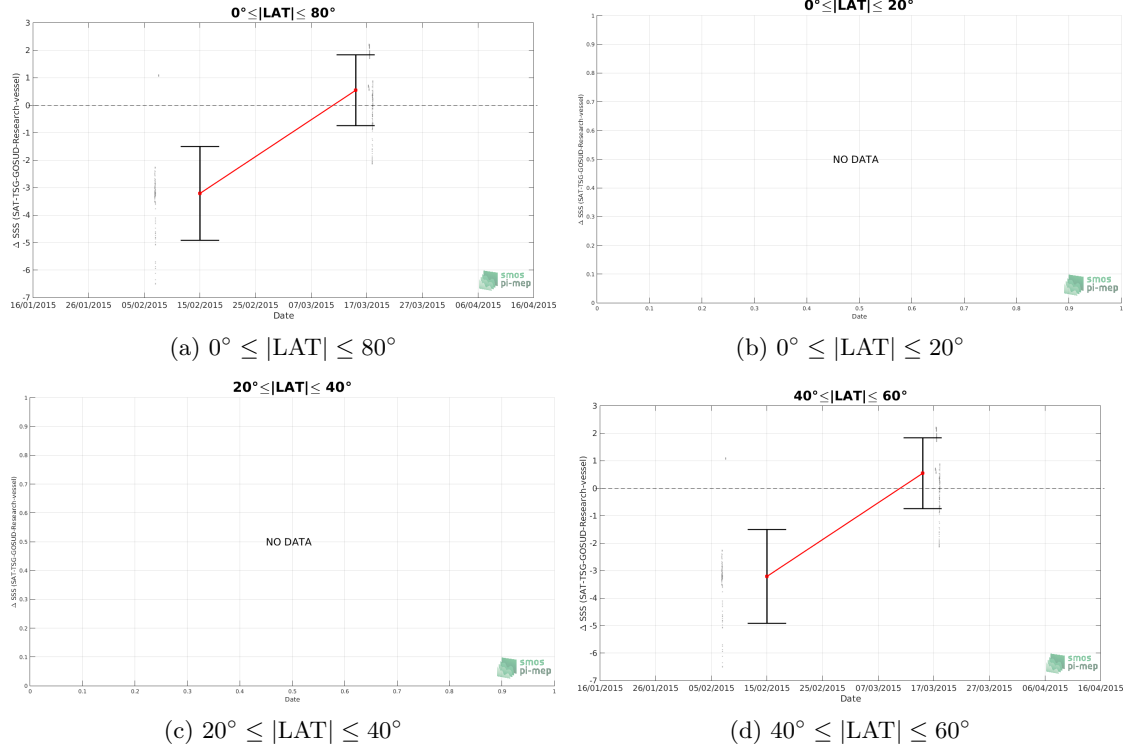 0°≤|LAT|≤ 80°
3
2
1
0
-1
-2
-3
-4
-5
-6
-7
Δ SSS (SAT-TSG-GOSUD-Research-vessel)
16/01/2015 26/01/2015 05/02/2015 15/02/2015 25/02/2015 07/03/2015 17/03/2015 27/03/2015 06/04/2015 16/04/2015
Date
smos
pi-mep
(a) 0° ≤ |LAT| ≤ 80°
0°≤|LAT|≤ 20°
1
0.9
0.8
0.7
0.6
0.5
0.4
0.3
0.2
0.1
0
Δ SSS (SAT-TSG-GOSUD-Research-vessel)
NO DATA
0 0.1 0.2 0.3 0.4 0.5 0.6 0.7 0.8 0.9 1
Date
smos
pi-mep
(b) 0° ≤ |LAT| ≤ 20°
20°≤|LAT|≤ 40°
1
0.9
0.8
0.7
0.6
0.5
0.4
0.3
0.2
0.1
0
Δ SSS (SAT-TSG-GOSUD-Research-vessel)
NO DATA
0 0.1 0.2 0.3 0.4 0.5 0.6 0.7 0.8 0.9 1
Date
smos
pi-mep
(c) 20° ≤ |LAT| ≤ 40°
40°≤|LAT|≤ 60°
3
2
1
0
-1
-2
-3
-4
-5
-6
-7
Δ SSS (SAT-TSG-GOSUD-Research-vessel)
16/01/2015 26/01/2015 05/02/2015 15/02/2015 25/02/2015 07/03/2015 17/03/2015 27/03/2015 06/04/2015 16/04/2015
Date
smos
pi-mep
(d) 40° ≤ |LAT| ≤ 60°